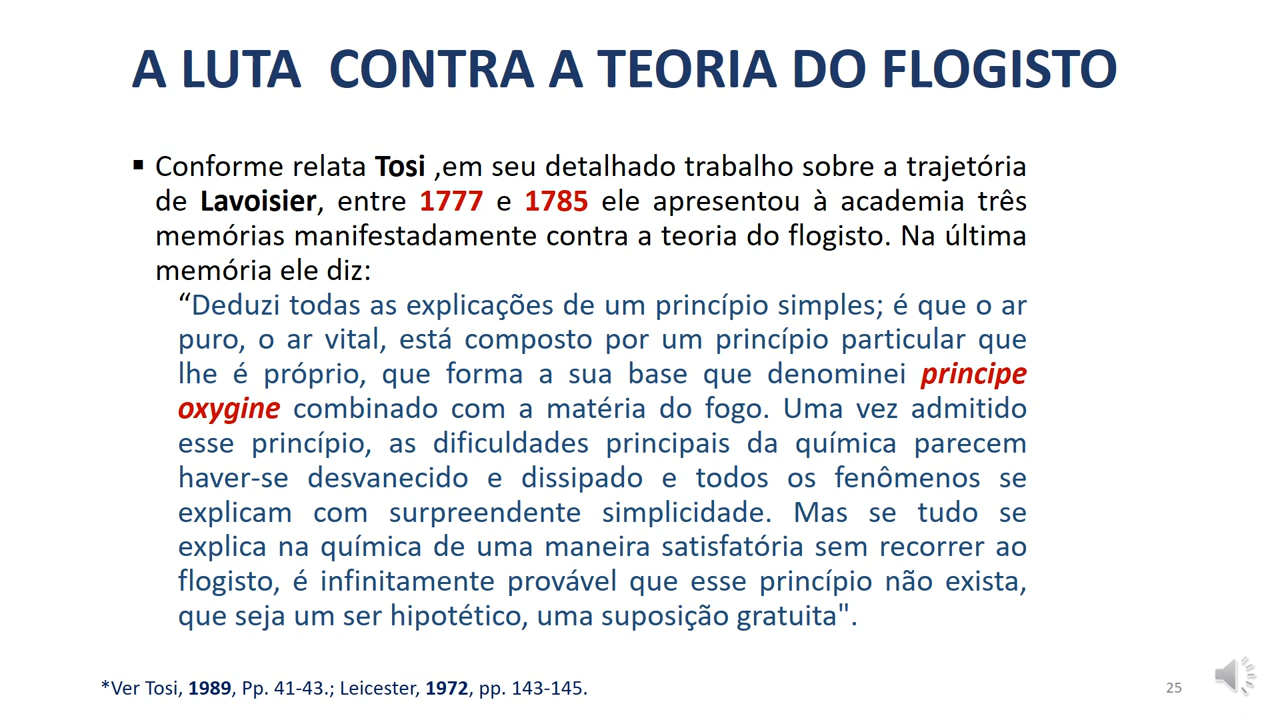 A LUTA CONTRA A TEORIA DO FLOGISTO
▪ Conforme relata Tosi ,em seu detalhado trabalho sobre a trajetória
de Lavoisier, entre 1777 e 1785 ele apresentou à academia três
memórias manifestadamente contra a teoria do flogisto. Na última
memória ele diz:
“Deduzi todas as explicações de um princípio simples; é que o ar
puro, o ar vital, está composto por um princípio particular que
lhe é próprio, que forma a sua base que denominei principe
oxygine combinado com a matéria do fogo. Uma vez admitido
esse princípio, as dificuldades principais da química parecem
haver-se desvanecido e dissipado e todos os fenômenos se
explicam com surpreendente simplicidade. Mas se tudo se
explica na química de uma maneira satisfatória sem recorrer ao
flogisto, é infinitamente provável que esse princípio não exista,
que seja um ser hipotético, uma suposição gratuita".
*Ver Tosi, 1989, Pp. 41-43.; Leicester, 1972, pp. 143-145.
25